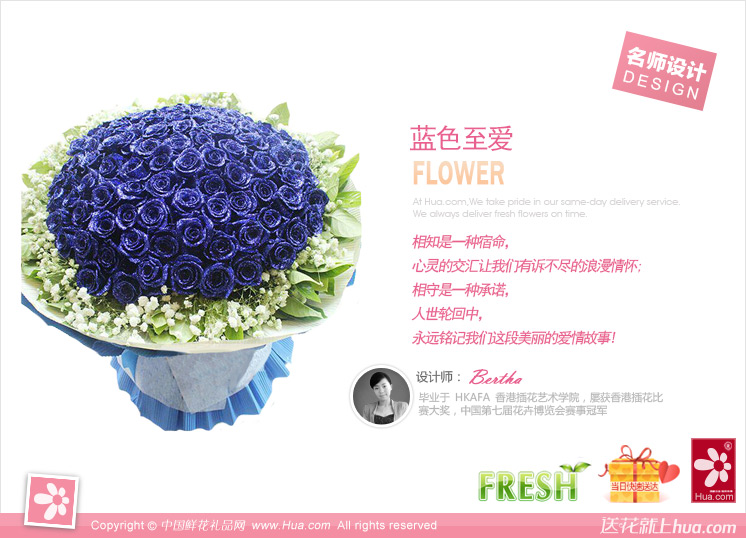 名师设计
DESIGN
蓝色至爱
FLOWER
At Hua.com,We take pride in our same-day delivery service.
We always deliver fresh flowers on time.
相知是一种宿命，
心灵的交汇让我们有诉不尽的浪漫情怀；
相守是一种承诺，
人世轮回中，
永远铭记我们这段美丽的爱情故事！
设计师： Bertha
毕业于 HKAFA 香港插花艺术学院，屡获香港插花比
赛大奖，中国第七届花卉博览会赛事冠军
FRESH
当日快速送达
Hua.com
Copyright © 中国鲜花礼品网 www.Hua.com All rights reserved
送花就上hua.com